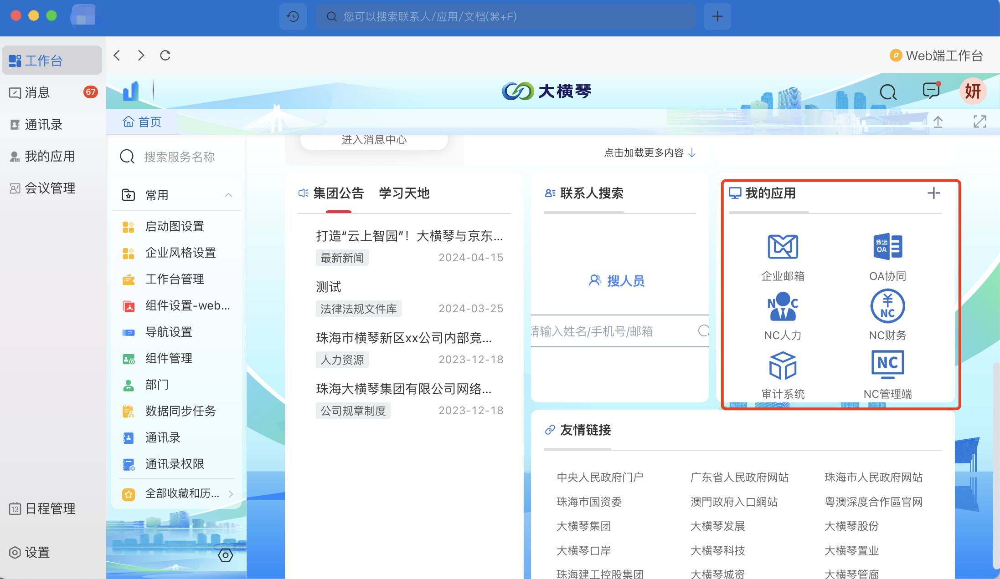 您可以搜索联系人/应用/文档(⌘+F)
工作台
消息
67
通讯录
我的应用
会议管理
13
日程管理
设置
Web端工作台
大横琴
妍
首页
搜索服务名称
常用
启动图设置
企业风格设置
工作台管理
组件设置-web...
导航设置
组件管理
部门
数据同步任务
通讯录
通讯录权限
全部收藏和历...
进入消息中心
点击加载更多内容
集团公告 学习天地
打造“云上智园”！大横琴与京东...
最新新闻 2024-04-15
测试
法律法规文件库 2024-03-25
珠海市横琴新区xx公司内部竞...
人力资源 2023-12-18
珠海大横琴集团有限公司网络...
公司规章制度 2023-12-18
联系人搜索
搜人员
请输入姓名/手机号/邮箱
我的应用
企业邮箱
致远
OA
OA协同
NC
NC人力
¥
NC
NC财务
审计系统
NC
NC管理端
友情链接
中央人民政府门户 广东省人民政府网站 珠海市人民政府网站
珠海市国资委 澳門政府入口網站 粤澳深度合作區官网
大横琴集团 大横琴发展 大横琴股份
大横琴口岸 大横琴科技 大横琴置业
珠海建工控股集团 大横琴城资 大横琴管廊